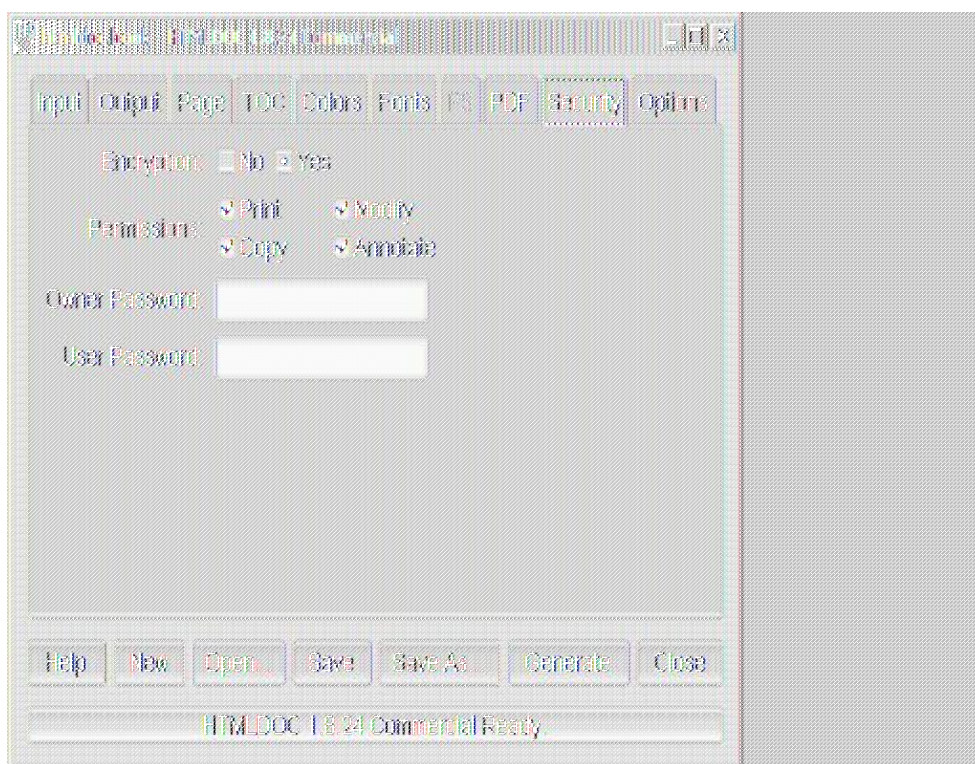 HTMLDOC 1.8.24 Commercial
Input Output Page TOC Colors Fonts PS PDF Security Options
Encryption: No Yes
Print Modify
Permissions:
Copy Annotate
Owner Password:
User Password:
Help New Open... Save Save As... Generate Close
HTMLDOC 1.8.24 Commercial Ready.